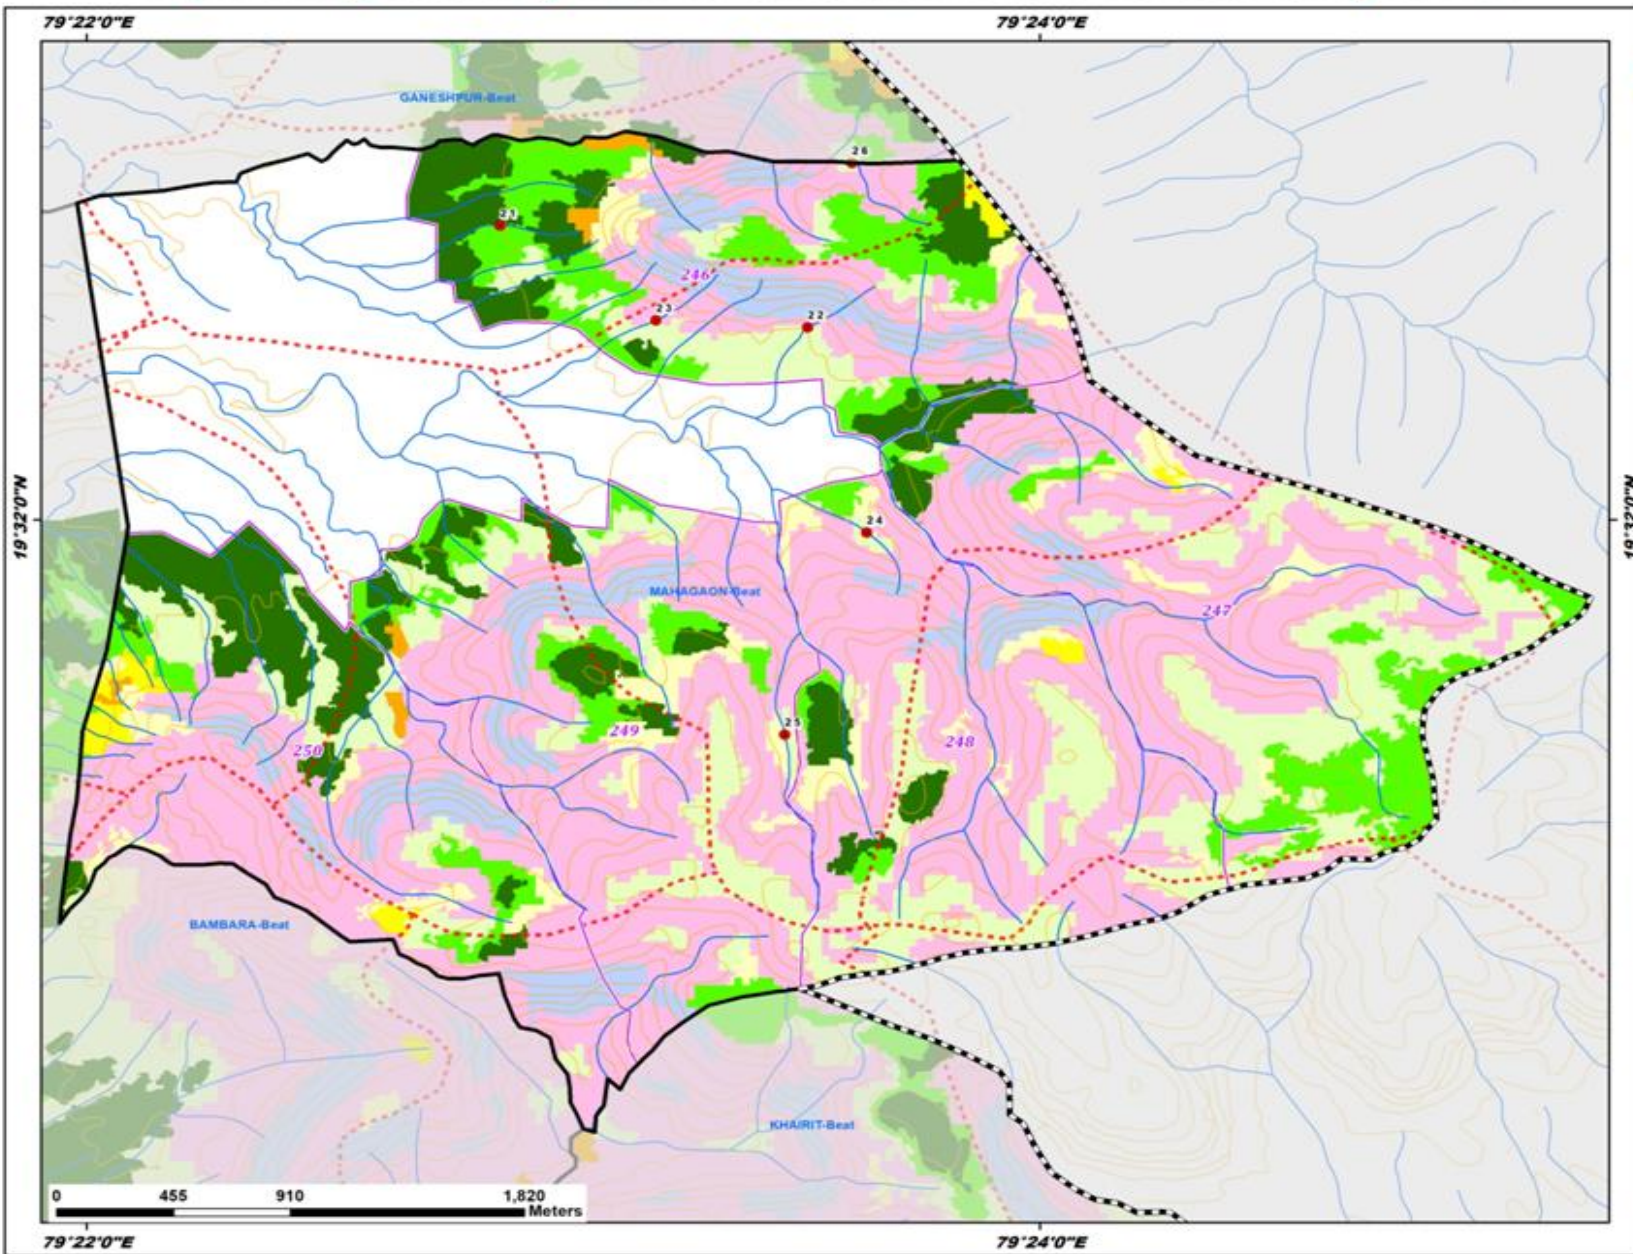 79°22'0"E
79°24'0"E
GANESHPUR-Beat
26
21
246
23
22
19°32'0"N
19°32'0"N
24
MAHAGAON-Beat
247
25
249
248
250
BAMBARA-Beat
KHAIRIT-Beat
0 455 910 1,820
Meters
79°22'0"E
79°24'0"E